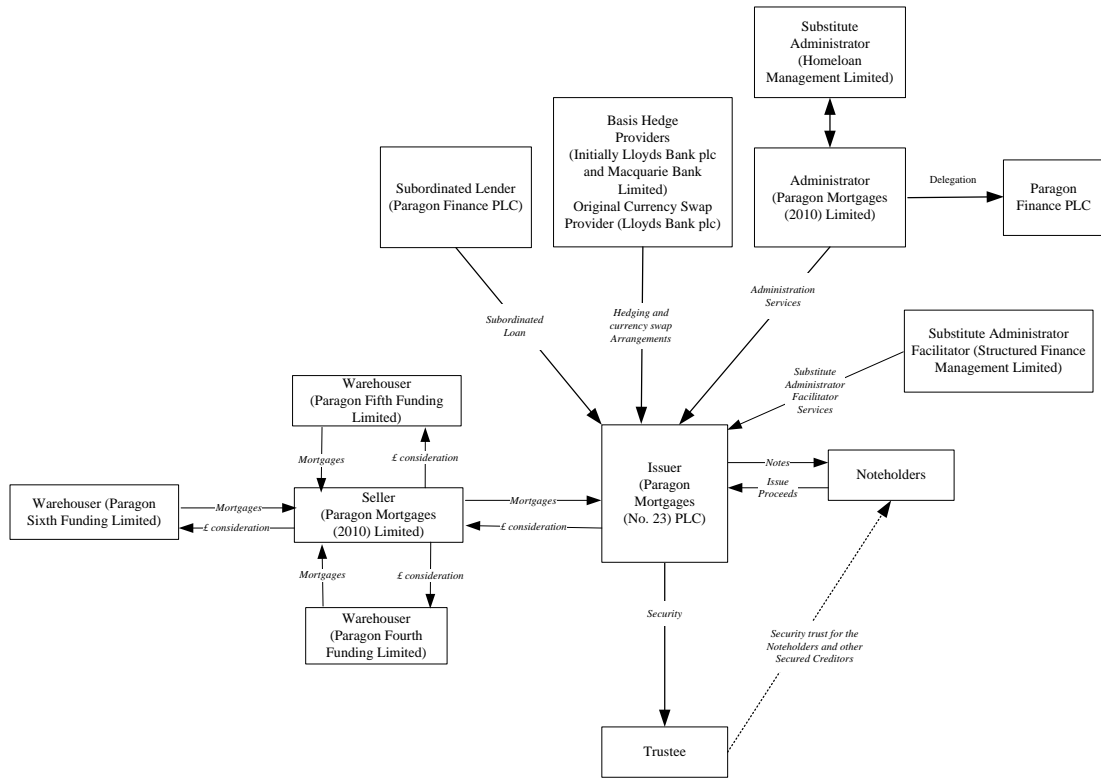 Substitute
Administrator
(Homeloan
Management Limited)
Basis Hedge
Providers
(Initially Lloyds Bank plc
and Macquarie Bank
Limited)
Original Currency Swap
Provider (Lloyds Bank plc)
Subordinated Lender
(Paragon Finance PLC)
Administrator
(Paragon Mortgages
(2010) Limited)
Delegation
Paragon
Finance PLC
Subordinated
Loan
Hedging and
currency swap
Arrangements
Administration
Services
Substitute Administrator
Facilitator (Structured Finance
Management Limited)
Substitute
Administrator
Facilitator
Services
Warehouser
(Paragon Fifth Funding
Limited)
Mortgages
£ consideration
Warehouser (Paragon
Sixth Funding Limited)
Mortgages
£ consideration
Seller
(Paragon Mortgages
(2010) Limited)
Mortgages
£ consideration
Issuer
(Paragon
Mortgages
(No. 23) PLC)
Notes
Issue
Proceeds
Noteholders
Mortgages
£ consideration
Warehouser
(Paragon Fourth
Funding Limited)
Security
Security trust for the
Noteholders and other
Secured Creditors
Trustee